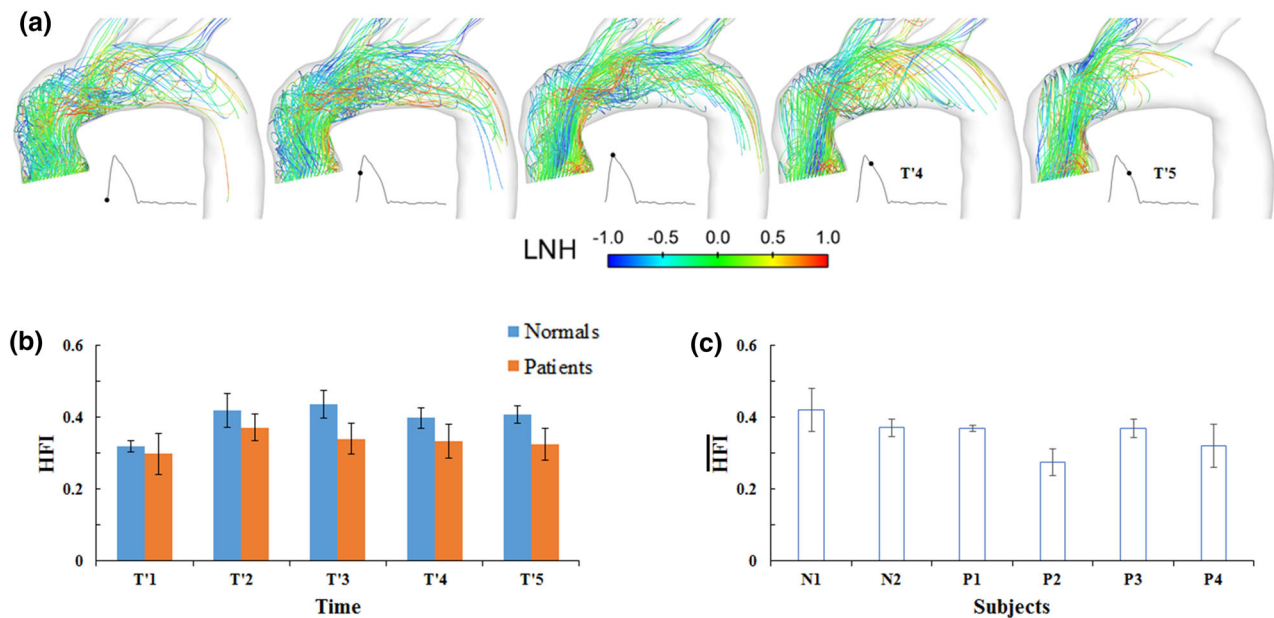 (a)
T'4
T'5
LNH
-1.0 -0.5 0.0 0.5 1.0
(b)
Normals
Patients
0.6
0.4
0.2
0
HFI
T'1 T'2 T'3 T'4 T'5
Time
(c)
0.6
0.4
0.2
0
HFI
N1 N2 P1 P2 P3 P4
Subjects